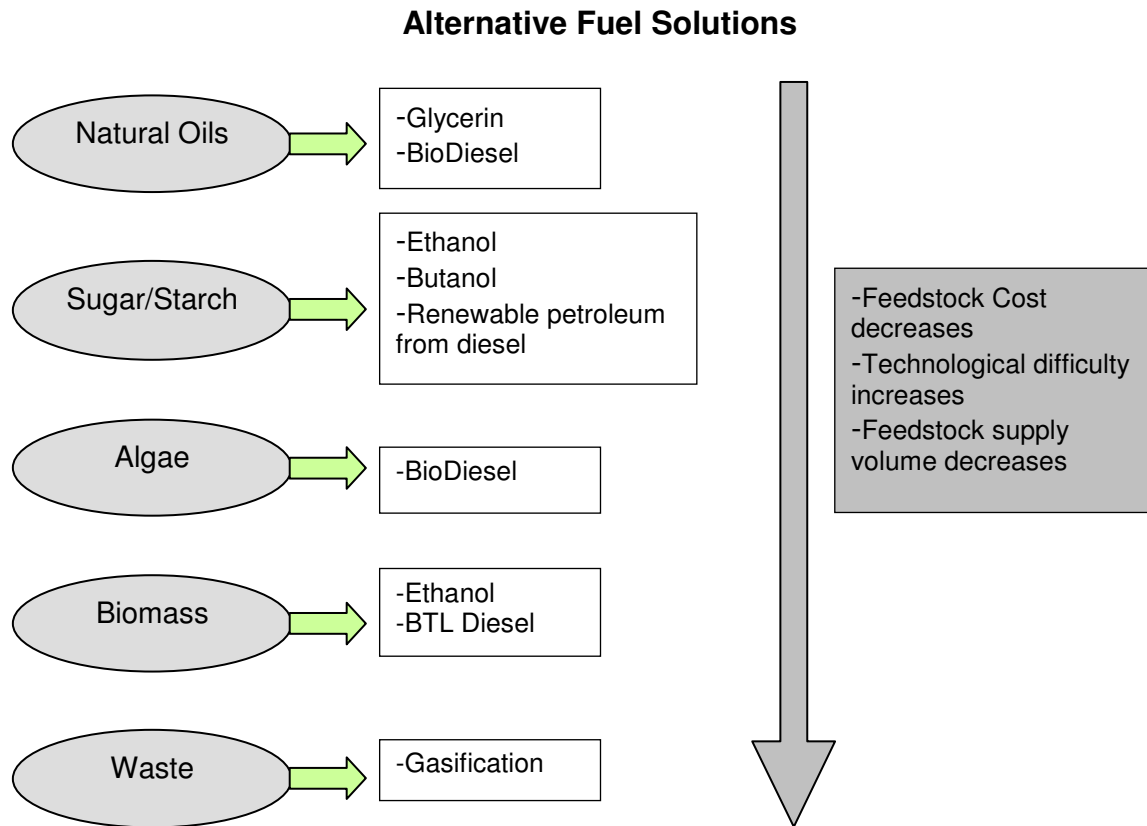 Alternative Fuel Solutions
Natural Oils
-Glycerin
-BioDiesel
Sugar/Starch
-Ethanol
-Butanol
-Renewable petroleum
from diesel
Algae
-BioDiesel
Biomass
-Ethanol
-BTL Diesel
Waste
-Gasification
-Feedstock Cost
decreases
-Technological difficulty
increases
-Feedstock supply
volume decreases